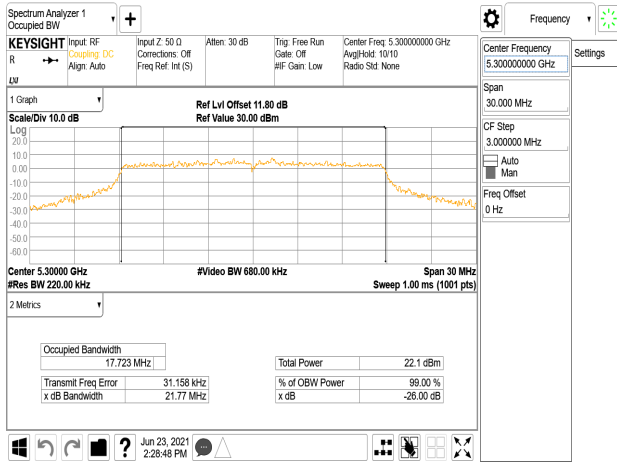 Spectrum Analyzer 1
Occupied BW
Frequency
KEYSIGHT
R
Input: RF
Coupling: DC
Align: Auto
Input Z: 50 Ω
Corrections: Off
Freq Ref: Int (S)
Atten: 30 dB
Trig: Free Run
Gate: Off
#IF Gain: Low
Center Freq: 5.300000000 GHz
Avg|Hold: 10/10
Radio Std: None
LXI
Center Frequency
5.300000000 GHz
Settings
Span
30.000 MHz
CF Step
3.000000 MHz
Auto
Man
Freq Offset
0 Hz
1 Graph
Scale/Div 10.0 dB
Ref Lvl Offset 11.80 dB
Ref Value 30.00 dBm
Log
20.0
10.0
0.00
-10.0
-20.0
-30.0
-40.0
-50.0
-60.0
Center 5.30000 GHz
#Video BW 680.00 kHz
Span 30 MHz
#Res BW 220.00 kHz
Sweep 1.00 ms (1001 pts)
2 Metrics
Occupied Bandwidth
17.723 MHz
Total Power 22.1 dBm
Transmit Freq Error 31.158 kHz
% of OBW Power 99.00 %
x dB Bandwidth 21.77 MHz
x dB -26.00 dB
Jun 23, 2021
2:28:48 PM